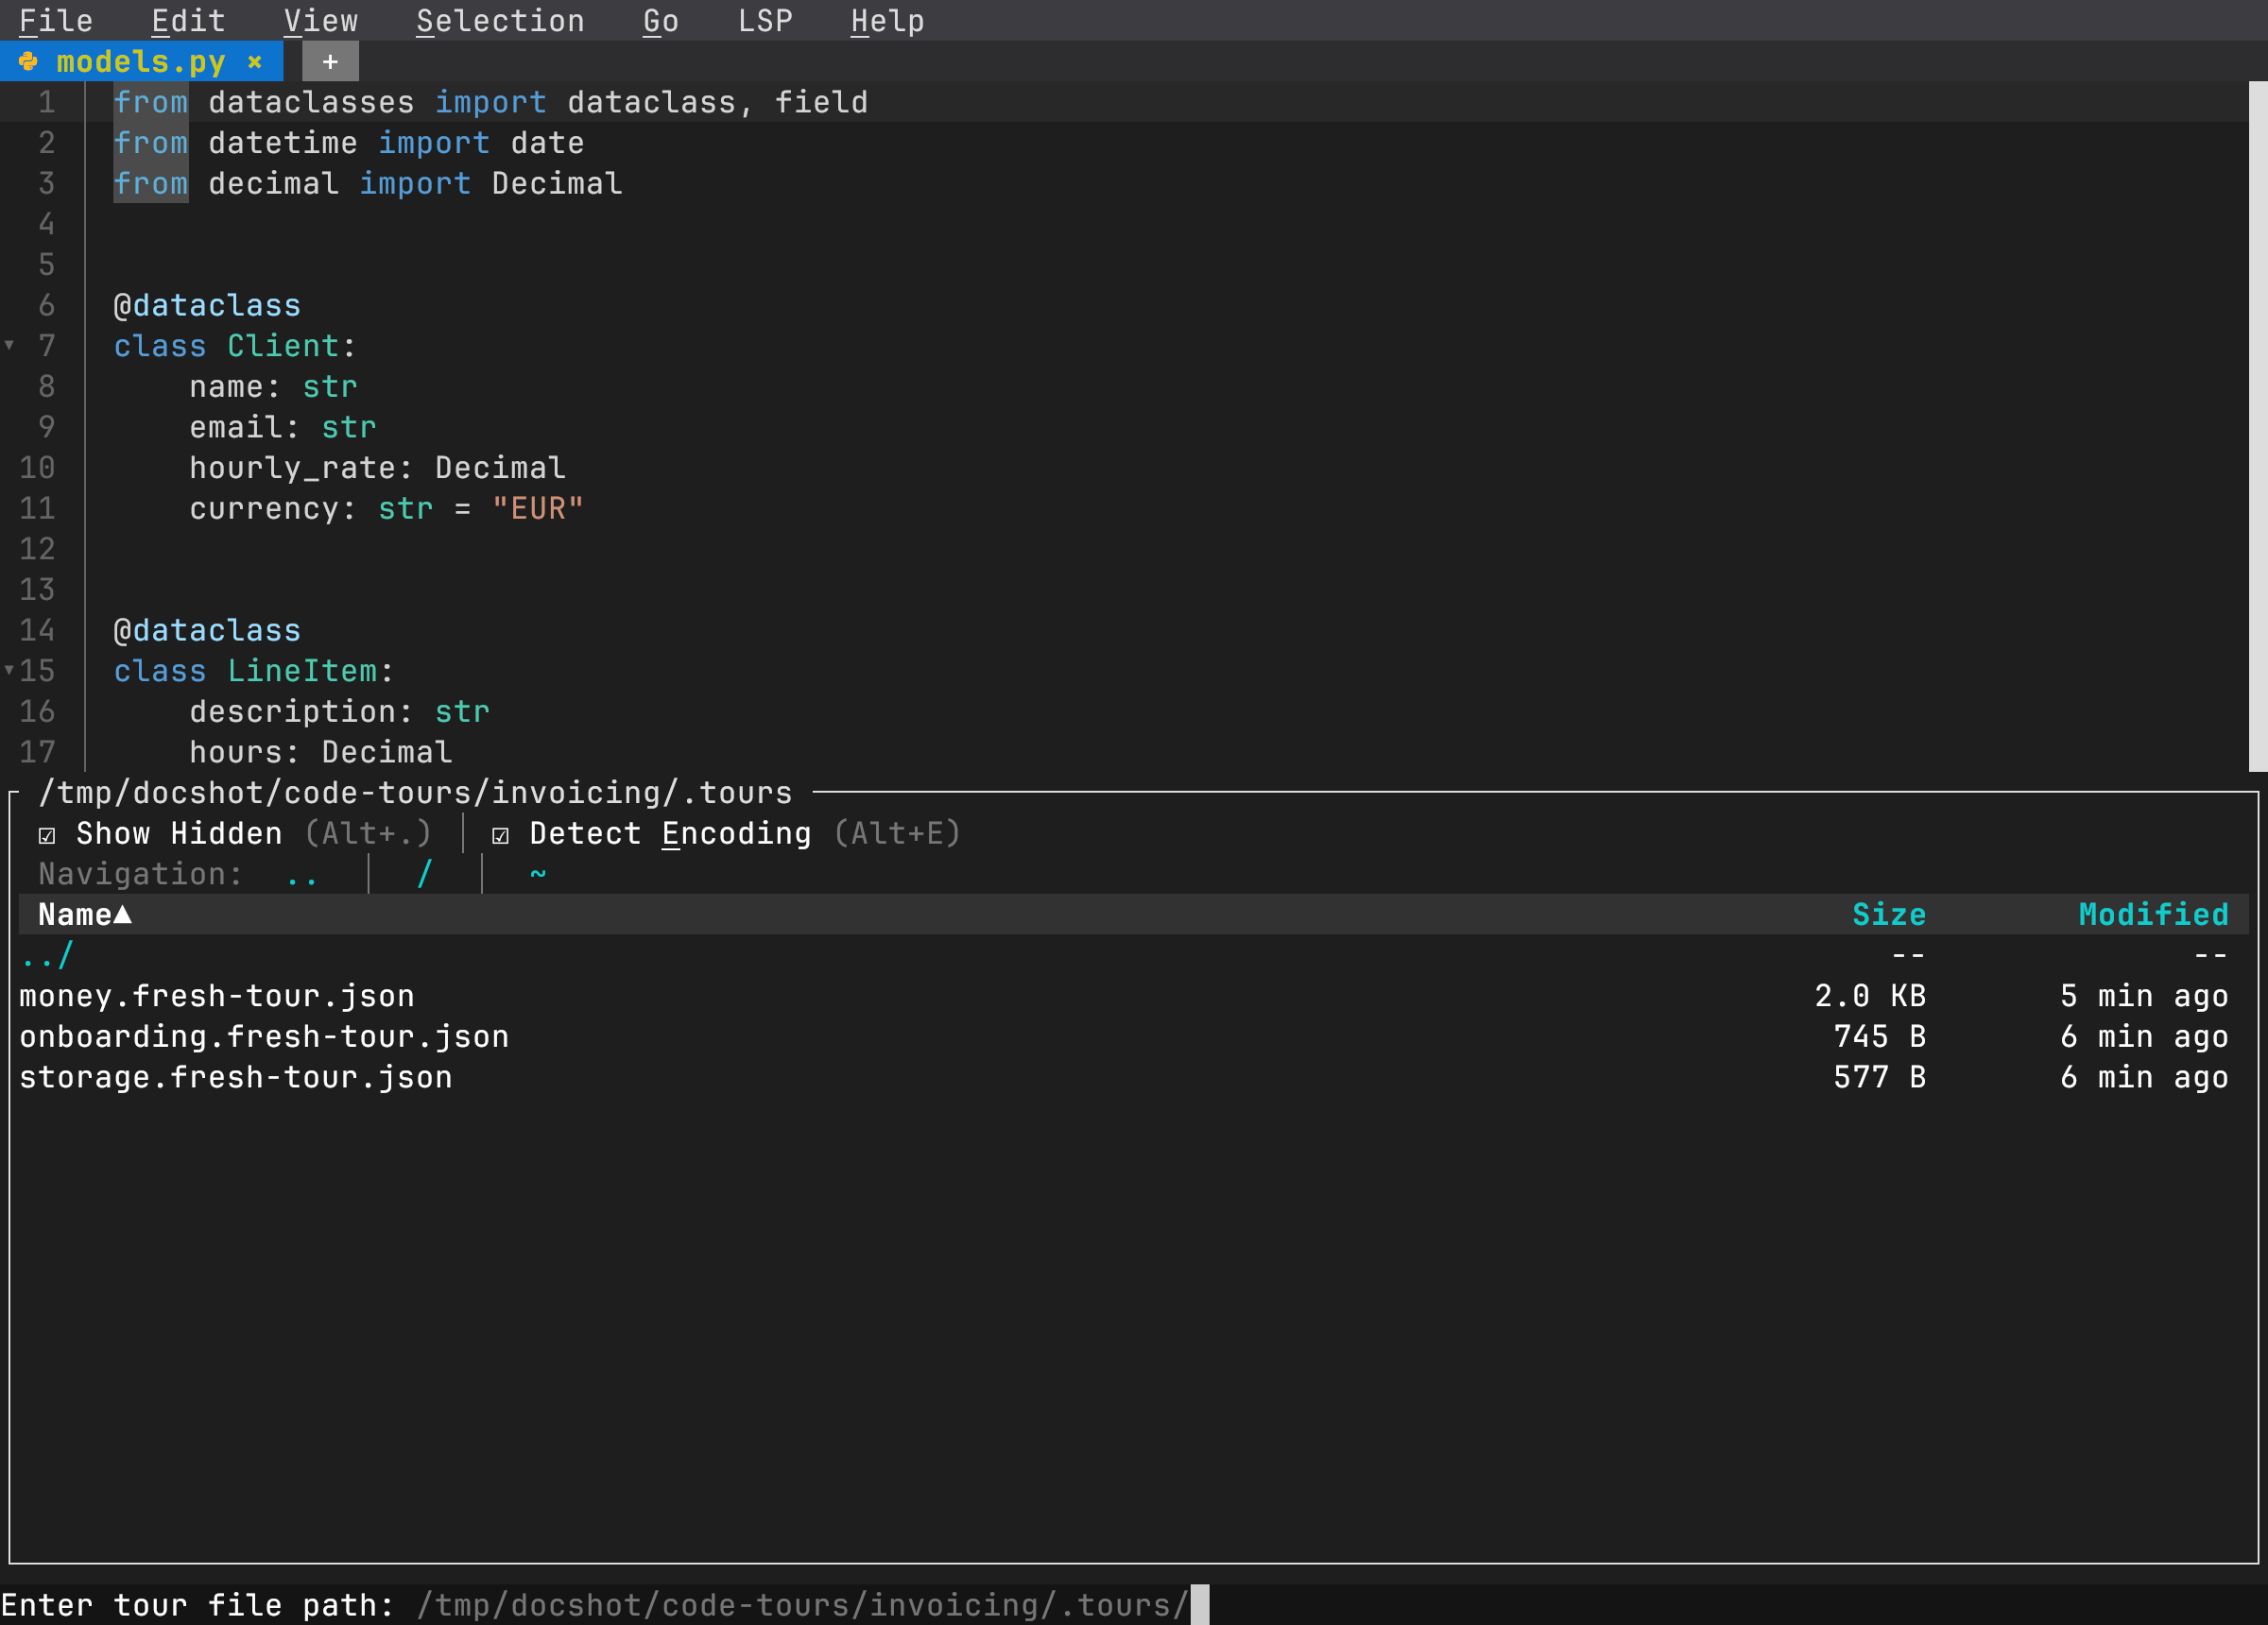 File Edit View Selection Go LSP Help
models.py × +
1 from dataclasses import dataclass, field
2 from datetime import date
3 from decimal import Decimal
4
5
6 @dataclass
▾ 7 class Client:
8     name: str
9     email: str
10     hourly_rate: Decimal
11     currency: str = "EUR"
12
13
14 @dataclass
▾15 class LineItem:
16     description: str
17     hours: Decimal
/tmp/docshot/code-tours/invoicing/.tours
☑ Show Hidden (Alt+.) │ ☑ Detect Encoding (Alt+E)
Navigation: .. │ / │ ~
Name▲ Size Modified
../ -- --
money.fresh-tour.json 2.0 KB 5 min ago
onboarding.fresh-tour.json 745 B 6 min ago
storage.fresh-tour.json 577 B 6 min ago
Enter tour file path: /tmp/docshot/code-tours/invoicing/.tours/